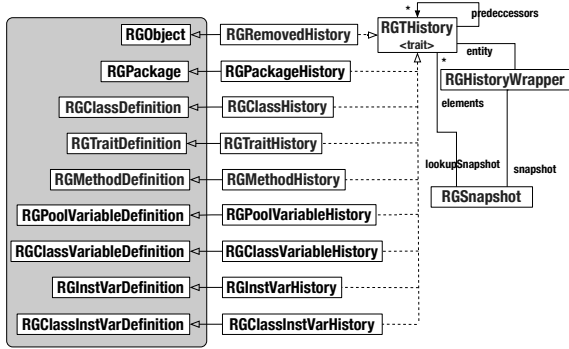 * predeccessors
RGObject RGRemovedHistory RGTHistory
<trait>
entity
RGPackage RGPackageHistory * RGHistoryWrapper
elements
RGClassDefinition RGClassHistory
RGTraitDefinition RGTraitHistory
lookupSnapshot snapshot
RGMethodDefinition RGMethodHistory
RGSnapshot
RGPoolVariableDefinition RGPoolVariableHistory
RGClassVariableDefinition RGClassVariableHistory
RGInstVarDefinition RGInstVarHistory
RGClassInstVarDefinition RGClassInstVarHistory